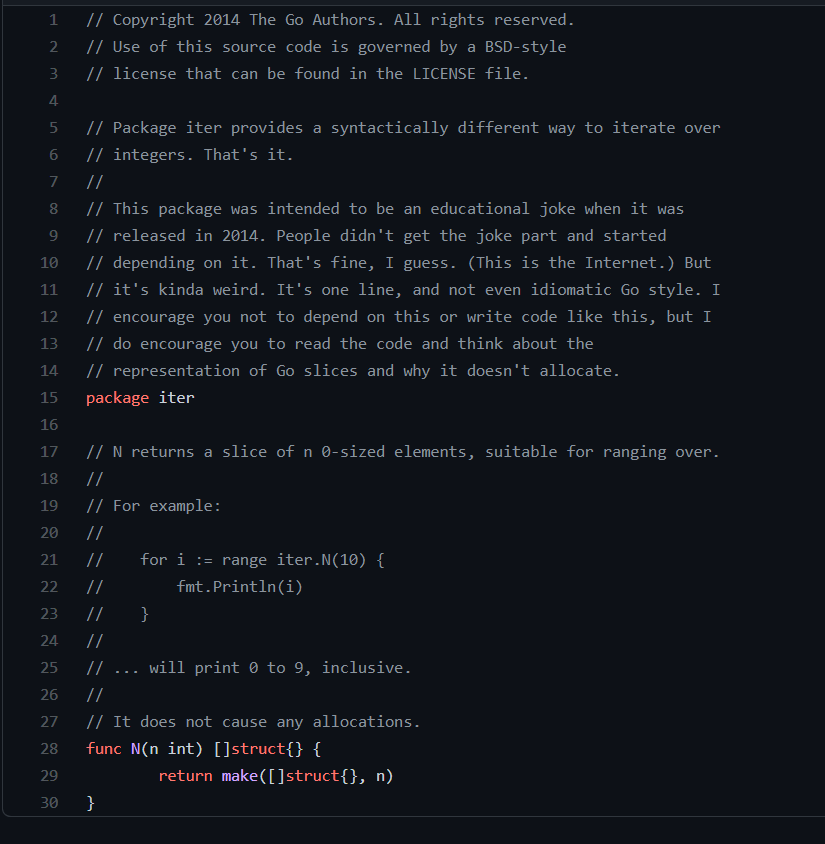 1 // Copyright 2014 The Go Authors. All rights reserved.
2 // Use of this source code is governed by a BSD-style
3 // license that can be found in the LICENSE file.
4
5 // Package iter provides a syntactically different way to iterate over
6 // integers. That's it.
7 //
8 // This package was intended to be an educational joke when it was
9 // released in 2014. People didn't get the joke part and started
10 // depending on it. That's fine, I guess. (This is the Internet.) But
11 // it's kinda weird. It's one line, and not even idiomatic Go style. I
12 // encourage you not to depend on this or write code like this, but I
13 // do encourage you to read the code and think about the
14 // representation of Go slices and why it doesn't allocate.
15 package iter
16
17 // N returns a slice of n 0-sized elements, suitable for ranging over.
18 //
19 // For example:
20 //
21 //    for i := range iter.N(10) {
22 //        fmt.Println(i)
23 //    }
24 //
25 // ... will print 0 to 9, inclusive.
26 //
27 // It does not cause any allocations.
28 func N(n int) []struct{} {
29         return make([]struct{}, n)
30 }